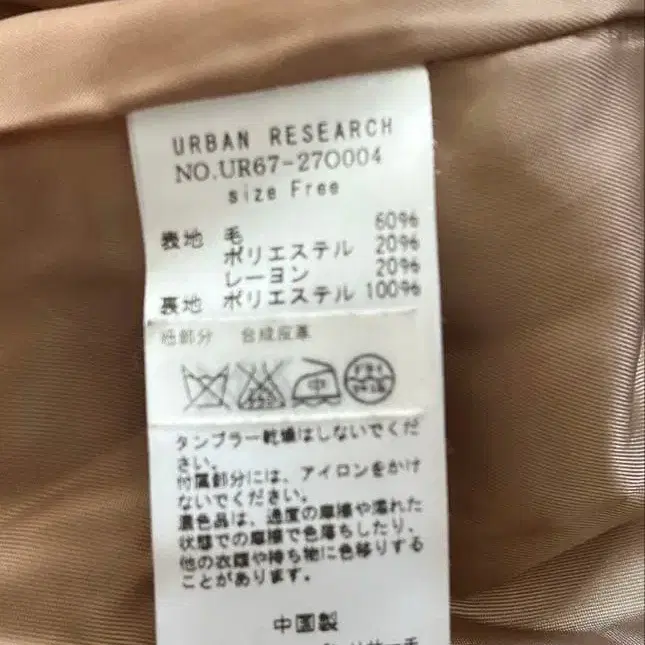 URBAN RESEARCH
NO.UR67-270004
size Free
表地 毛 60%
ポリエステル 20%
レーヨン 20%
裏地 ポリエステル 100%
部分 合成皮革
中
タンブラー乾燥はしないでくだ
さい。
付属部分には、アイロンをかけ
ないでください。
濃色品は、過度の摩擦や濡れた
状態での摩擦で色落ちしたり、
他の衣類や持ち物に色移りする
ことがあります。
中国製